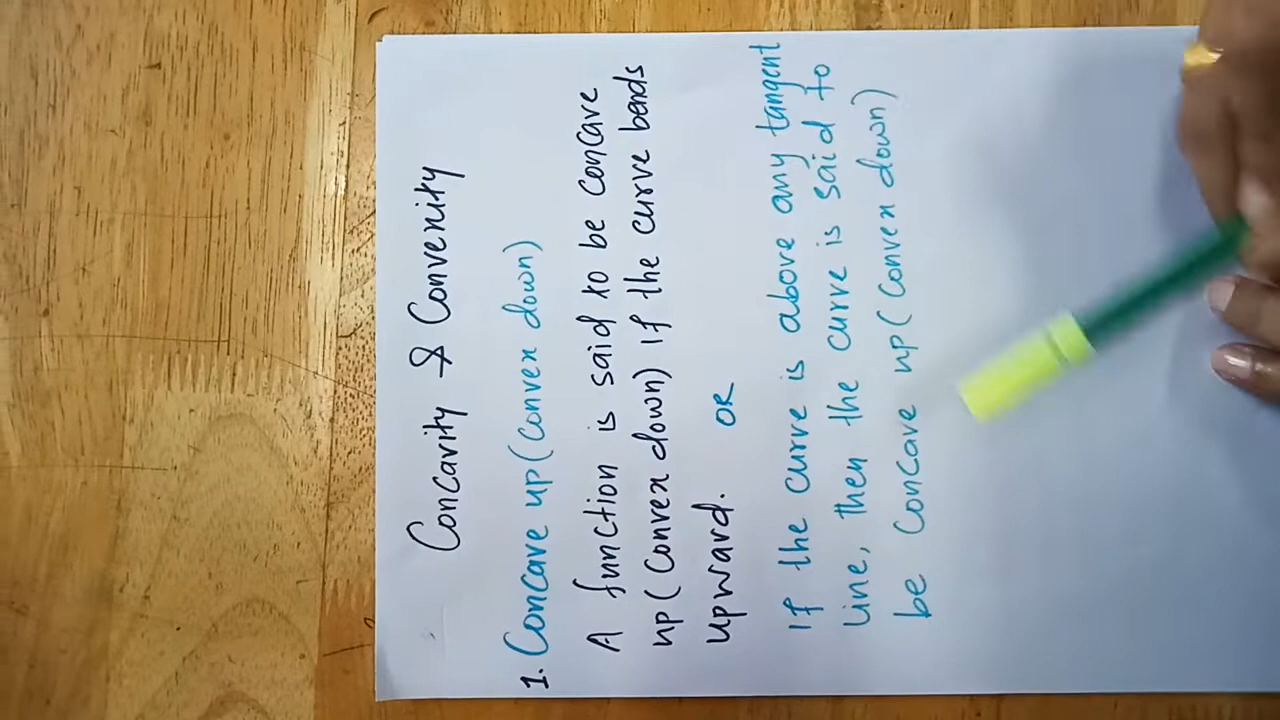 Concavity & Convexity
1. Concave up (Convex down)
A function is said to be concave
up (Convex down) if the curve bends
upward.
OR
If the curve is above any tangent
line, then the curve is said to
be Concave up (Convex down)